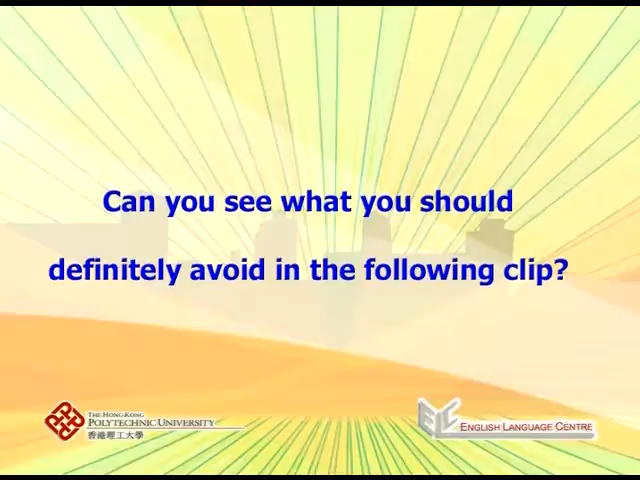 Can you see what you should
definitely avoid in the following clip?
THE HONG KONG
POLYTECHNIC UNIVERSITY
香港理工大學
ELC
ENGLISH LANGUAGE CENTRE